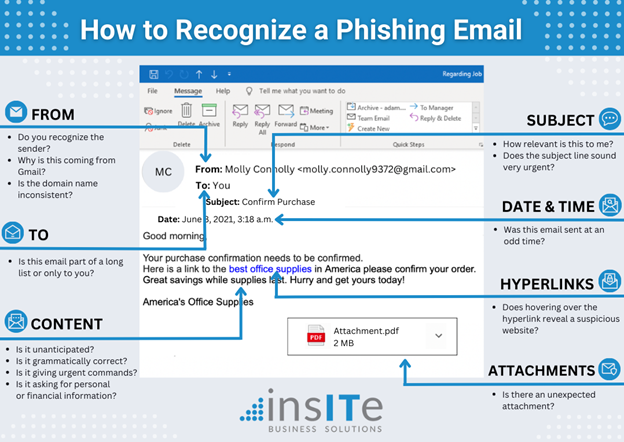 How to Recognize a Phishing Email
Regarding Job
File Message Help Tell me what you want to do
Ignore
Delete Archive
Reply Reply All Forward
Meeting
More
Archive - adam... To Manager
Team Email Reply & Delete
Create New
Delete
Respond
Quick Steps
FROM
• Do you recognize the
sender?
• Why is this coming from
Gmail?
• Is the domain name
inconsistent?
TO
• Is this email part of a long
list or only to you?
CONTENT
• Is it unanticipated?
• Is it grammatically correct?
• Is it giving urgent commands?
• Is it asking for personal
or financial information?
MC
From: Molly Connolly <molly.connolly9372@gmail.com>
To: You
Subject: Confirm Purchase
Date: June 3, 2021, 3:18 a.m.
Good morning,
Your purchase confirmation needs to be confirmed.
Here is a link to the best office supplies in America please confirm your order.
Great savings while supplies last. Hurry and get yours today!
America's Office Supplies
PDF
Attachment.pdf
2 MB
SUBJECT
• How relevant is this to me?
• Does the subject line sound
very urgent?
DATE & TIME
• Was this email sent at an
odd time?
HYPERLINKS
• Does hovering over the
hyperlink reveal a suspicious
website?
ATTACHMENTS
• Is there an unexpected
attachment?
insITe
BUSINESS SOLUTIONS